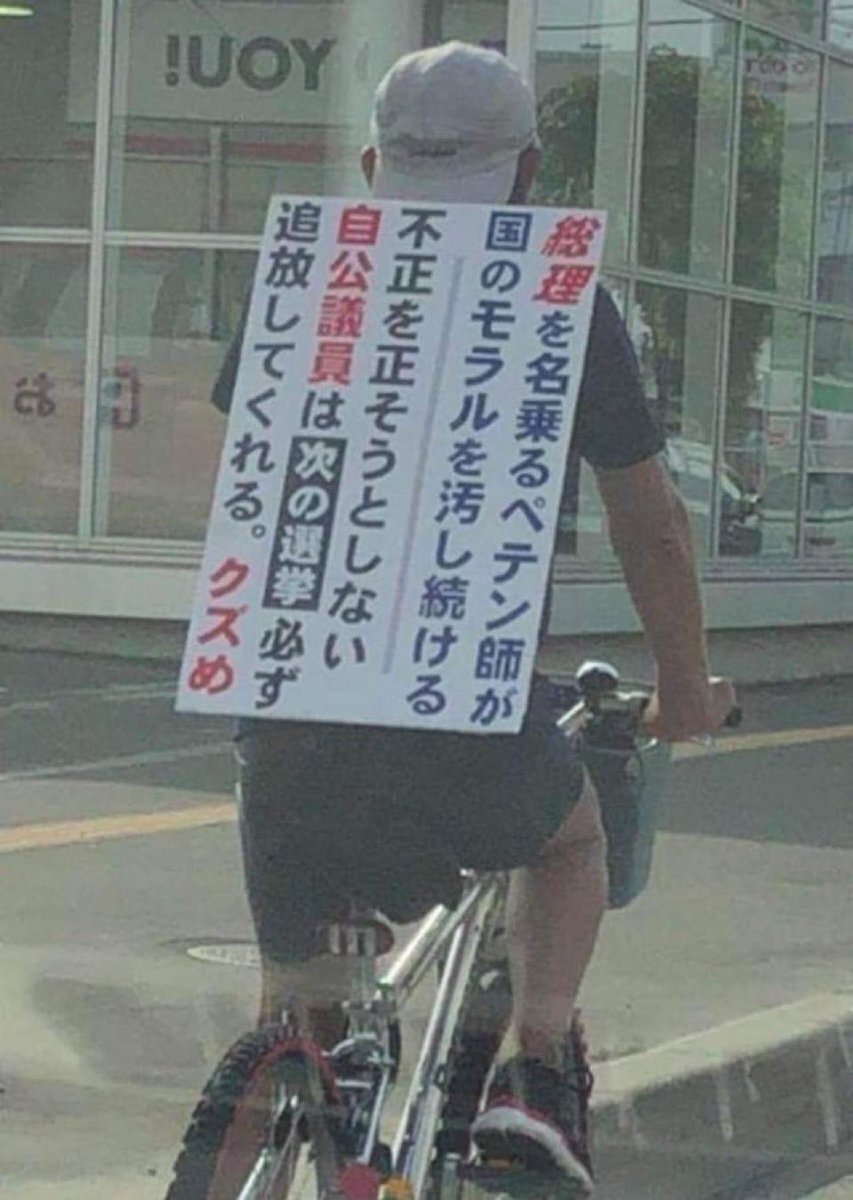 総理を名乗るペテン師が
国のモラルを汚し続ける
不正を正そうとしない
自公議員は次の選挙必ず
追放してくれる。クズめ
YOU!